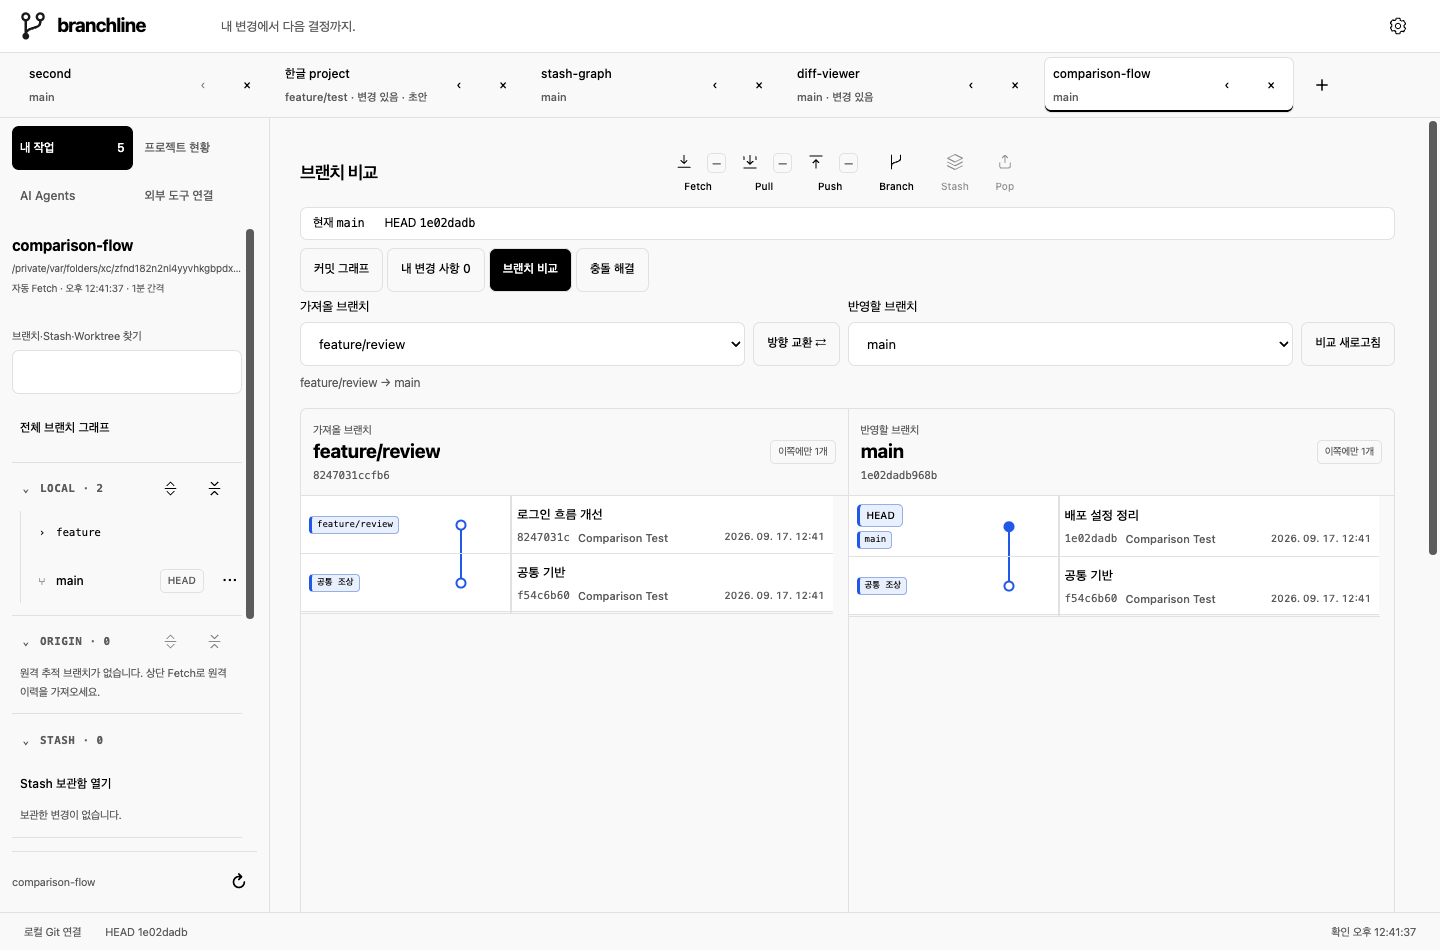 branchline
내 변경에서 다음 결정까지.
second
main
한글 project
feature/test · 변경 있음 · 초안
stash-graph
main
diff-viewer
main · 변경 있음
comparison-flow
main
내 작업 5
프로젝트 현황
AI Agents
외부 도구 연결
comparison-flow
/private/var/folders/xc/zfnd182n2nl4yyvhkgbpdx...
자동 Fetch · 오후 12:41:37 · 1분 간격
브랜치·Stash·Worktree 찾기
전체 브랜치 그래프
LOCAL · 2
feature
main HEAD
ORIGIN · 0
원격 추적 브랜치가 없습니다. 상단 Fetch로 원격
이력을 가져오세요.
STASH · 0
Stash 보관함 열기
보관한 변경이 없습니다.
comparison-flow
브랜치 비교
Fetch
Pull
Push
Branch
Stash
Pop
현재 main HEAD 1e02dadb
커밋 그래프
내 변경 사항 0
브랜치 비교
충돌 해결
가져올 브랜치
feature/review
방향 교환 ⇄
반영할 브랜치
main
비교 새로고침
feature/review → main
가져올 브랜치
feature/review
8247031ccfb6
이쪽에만 1개
feature/review
로그인 흐름 개선
8247031c Comparison Test 2026. 09. 17. 12:41
공통 조상
공통 기반
f54c6b60 Comparison Test 2026. 09. 17. 12:41
반영할 브랜치
main
1e02dadb968b
이쪽에만 1개
HEAD
main
배포 설정 정리
1e02dadb Comparison Test 2026. 09. 17. 12:41
공통 조상
공통 기반
f54c6b60 Comparison Test 2026. 09. 17. 12:41
로컬 Git 연결
HEAD 1e02dadb
확인 오후 12:41:37